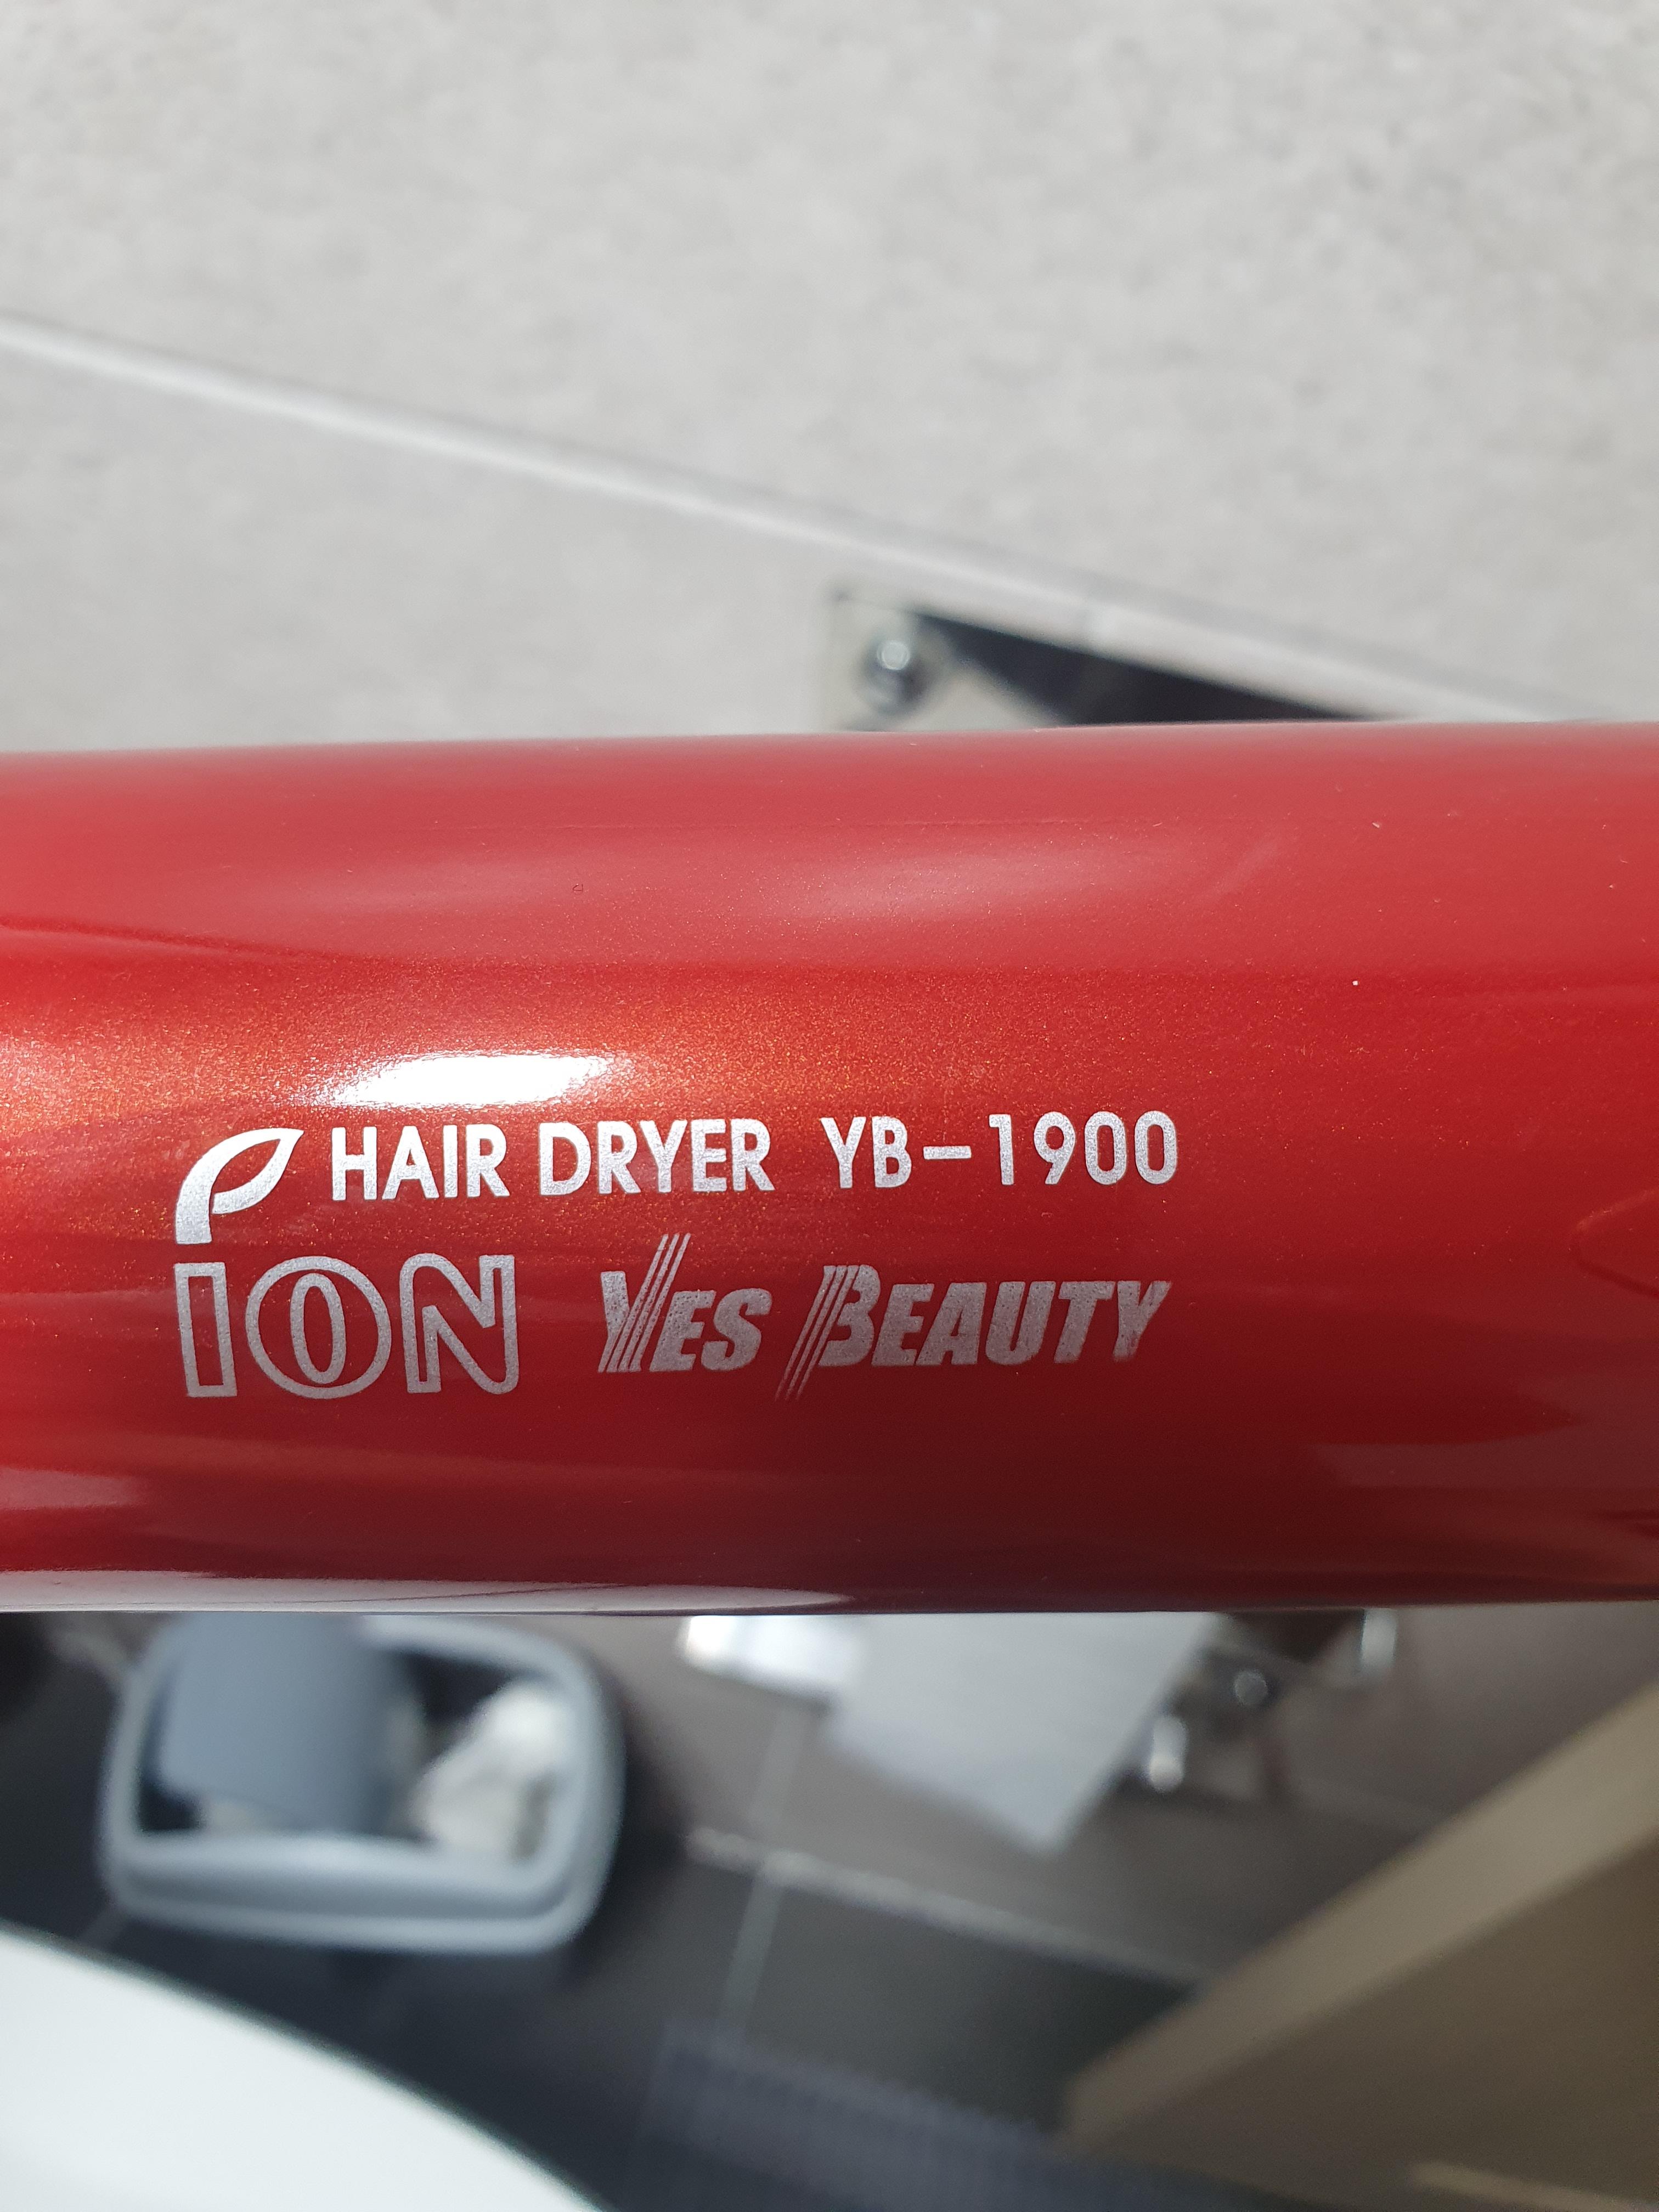 HAIR DRYER YB-1900
ION YES BEAUTY